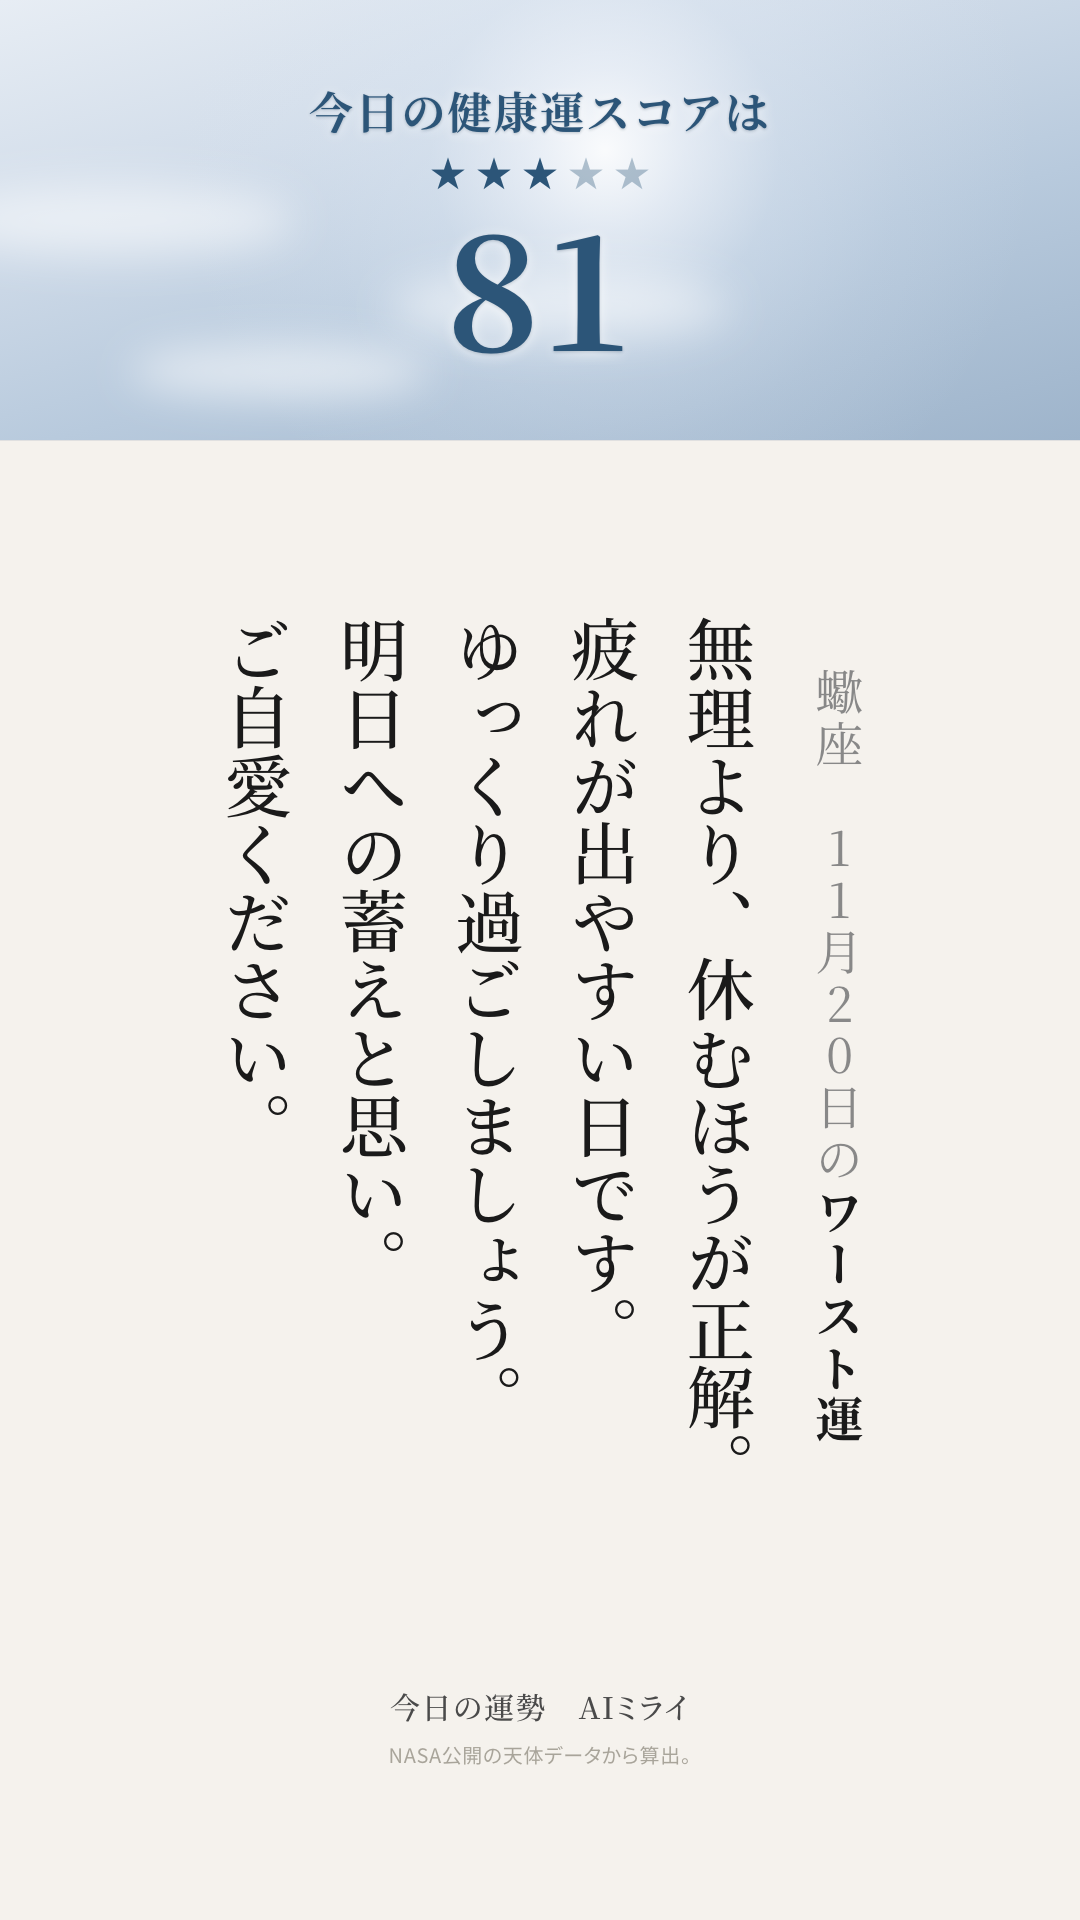 今日の健康運スコアは
★★★★★
81
蠍座　11月20日のワースト運
無理より、休むほうが正解。
疲れが出やすい日です。
ゆっくり過ごしましょう。
明日への蓄えと思い。
ご自愛ください。
今日の運勢　AIミライ
NASA公開の天体データから算出。